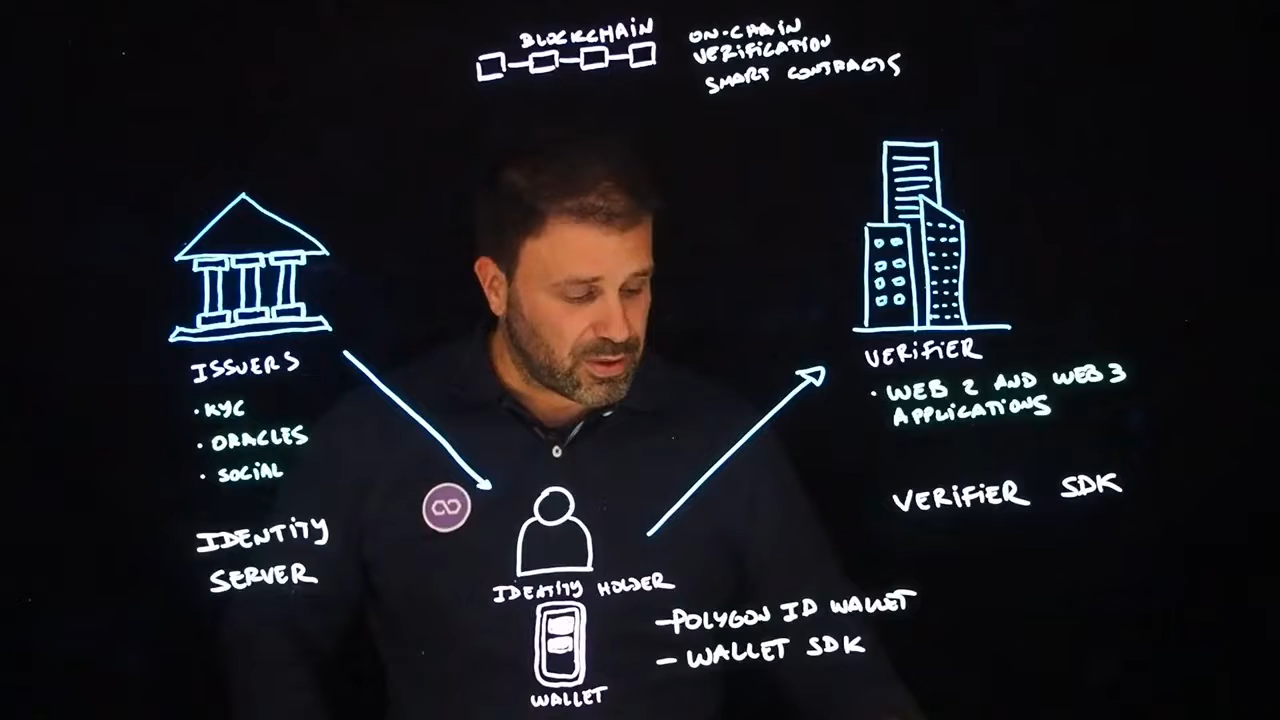 BLOCKCHAIN
ON-CHAIN
VERIFICATION
SMART CONTRACTS
ISSUERS
· KYC
· ORACLES
· SOCIAL
IDENTITY
SERVER
IDENTITY HOLDER
WALLET
- POLYGON ID WALLET
- WALLET SDK
VERIFIER
· WEB 2 AND WEB 3
APPLICATIONS
VERIFIER SDK